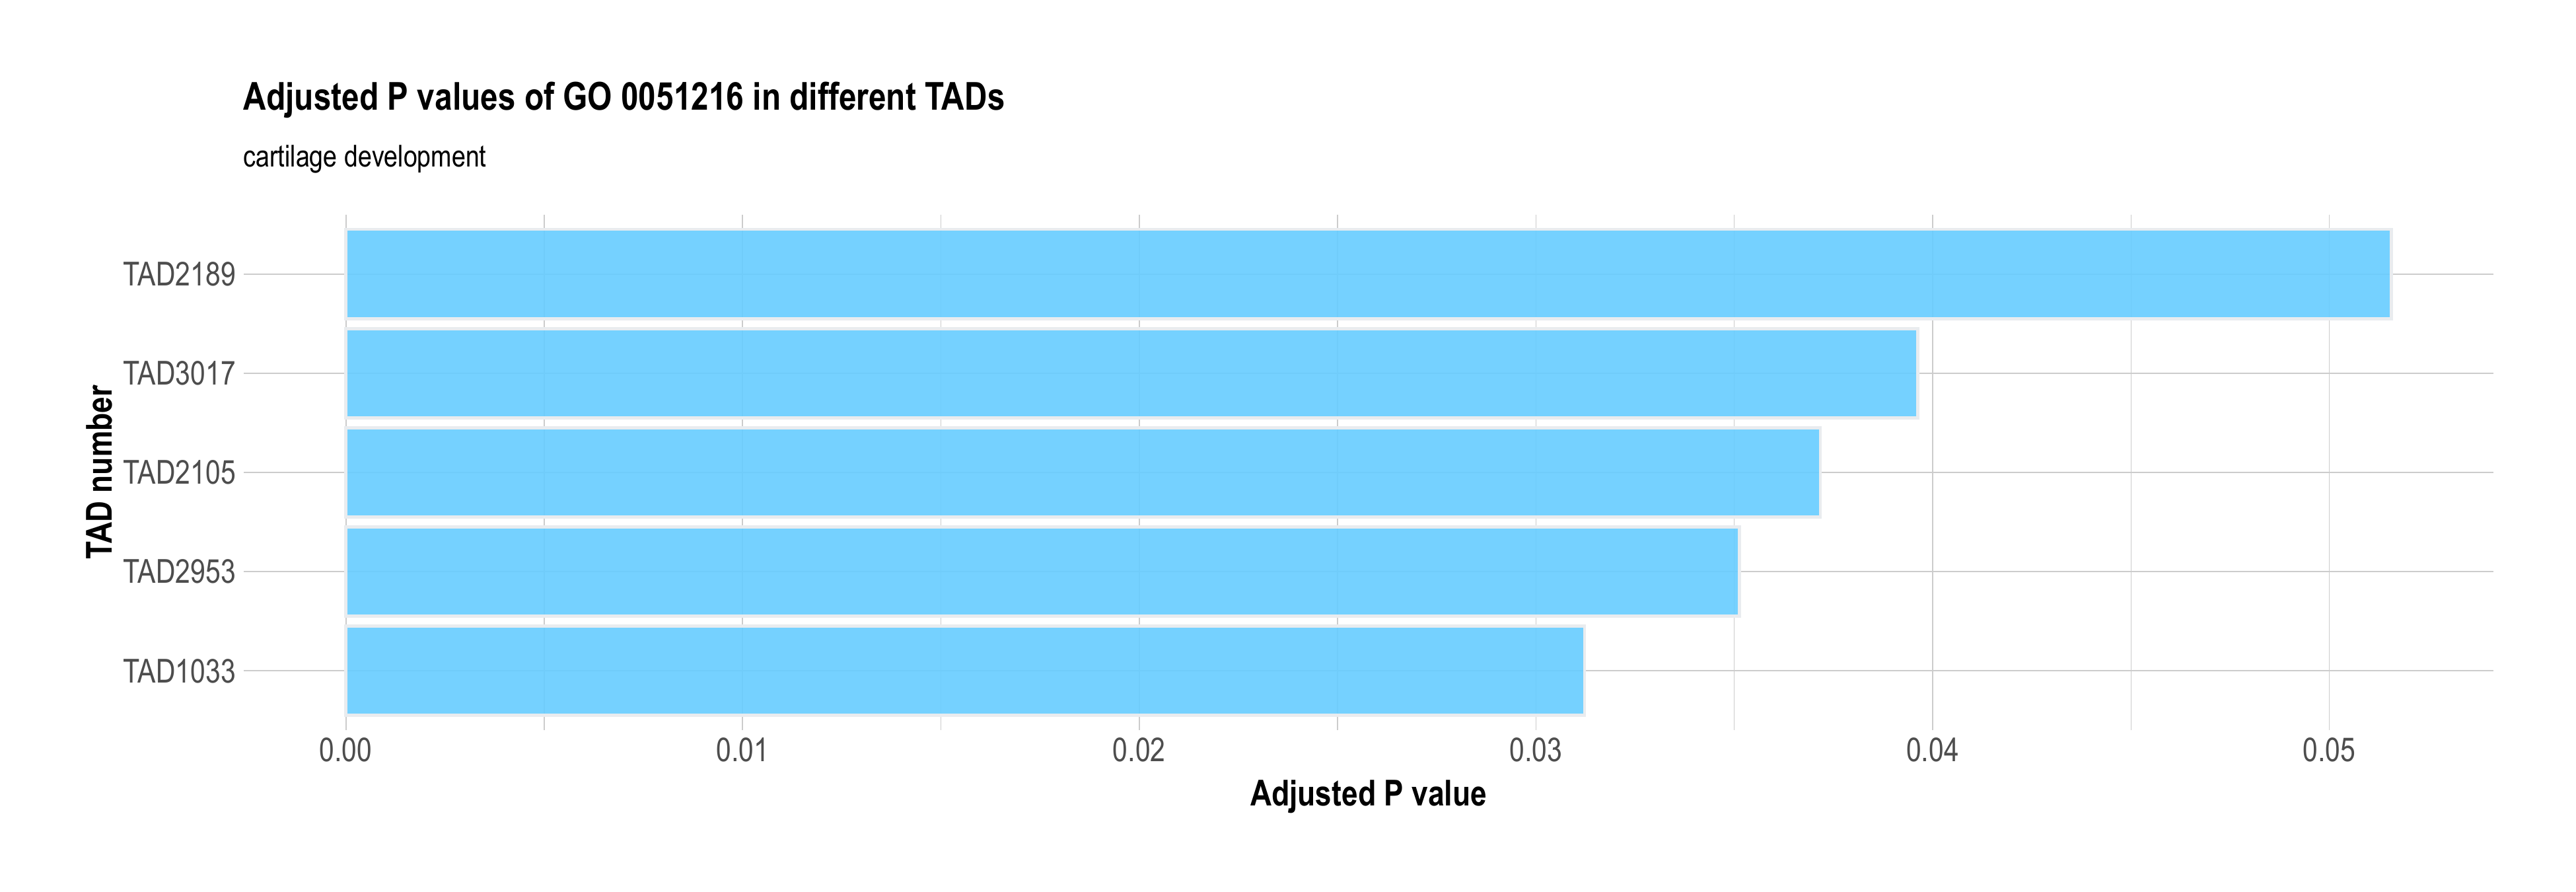 Adjusted P values of GO 0051216 in different TADs
cartilage development
TAD number
TAD2189
TAD3017
TAD2105
TAD2953
TAD1033
0.00 0.01 0.02 0.03 0.04 0.05
Adjusted P value